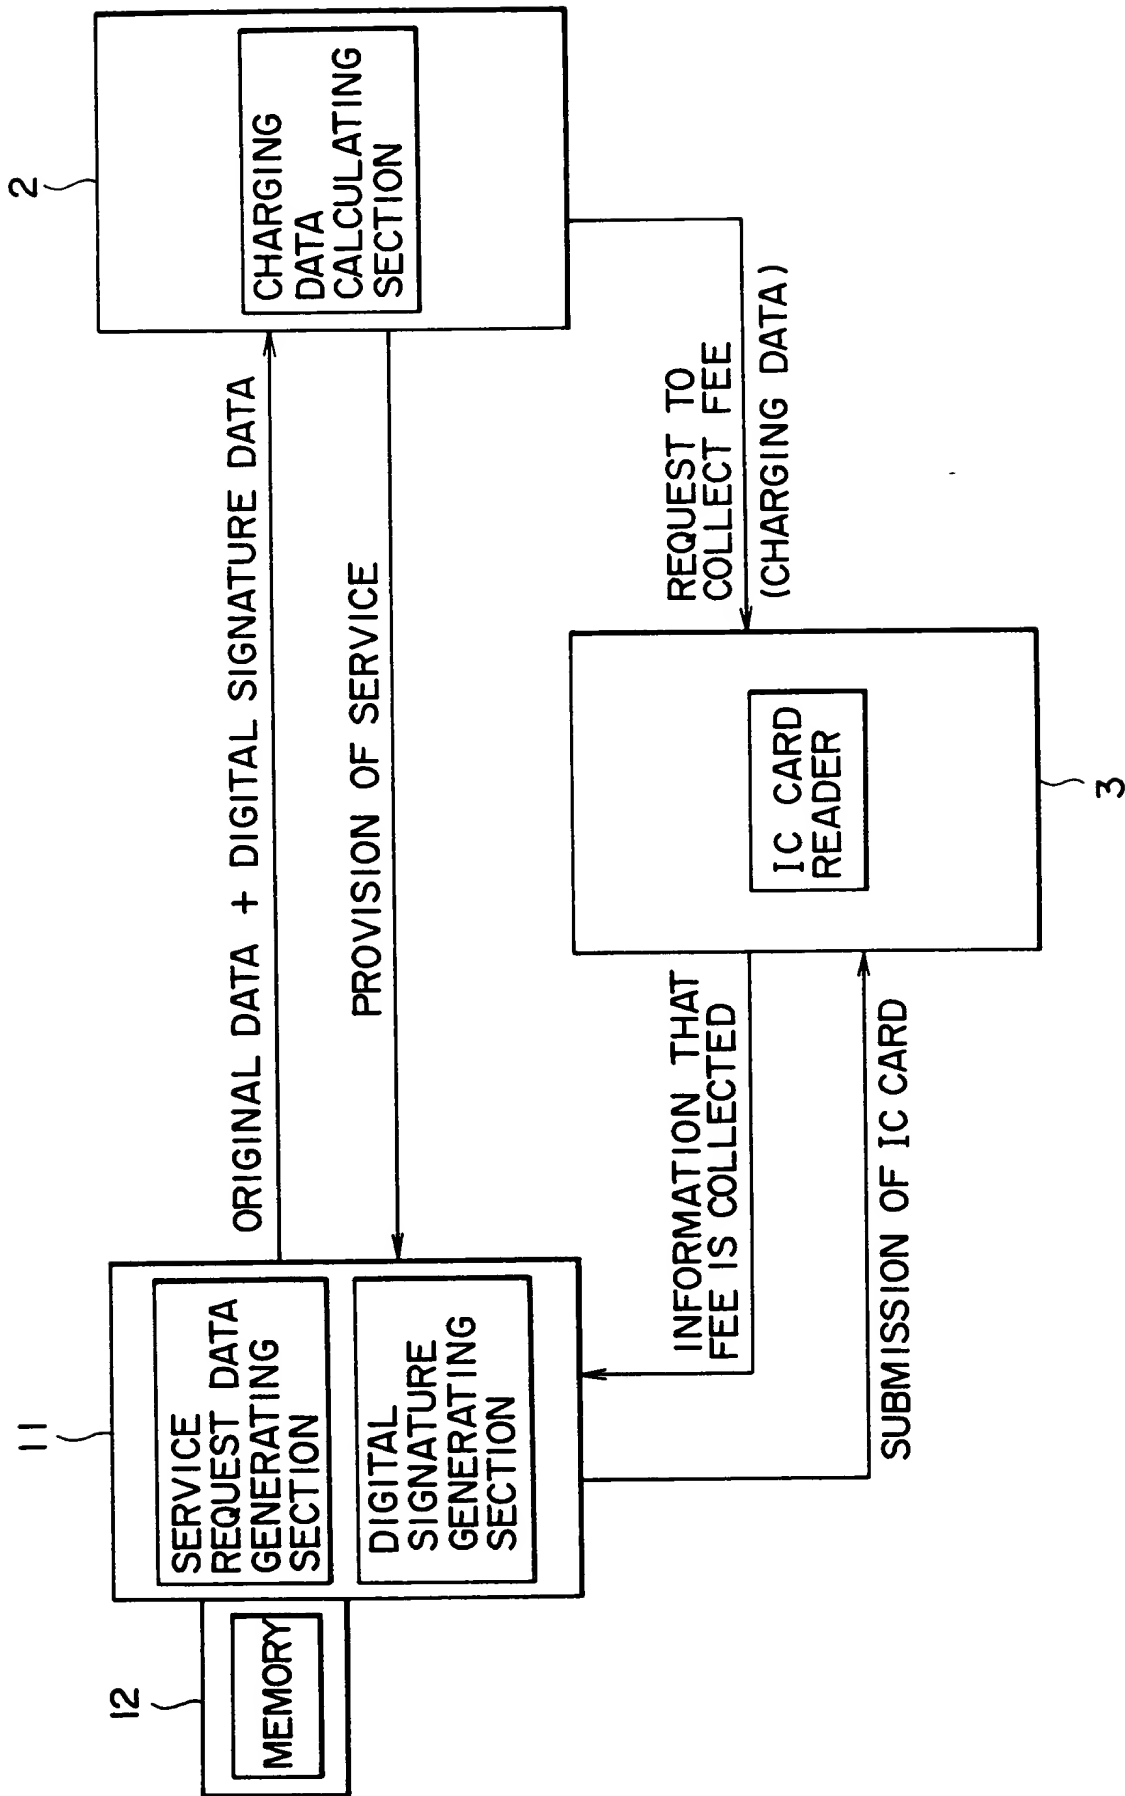 12
MEMORY
11
SERVICE
REQUEST DATA
GENERATING
SECTION
DIGITAL
SIGNATURE
GENERATING
SECTION
ORIGINAL DATA + DIGITAL SIGNATURE DATA
PROVISION OF SERVICE
2
CHARGING
DATA
CALCULATING
SECTION
INFORMATION THAT
FEE IS COLLECTED
SUBMISSION OF IC CARD
IC CARD
READER
3
REQUEST TO
COLLECT FEE
(CHARGING DATA)